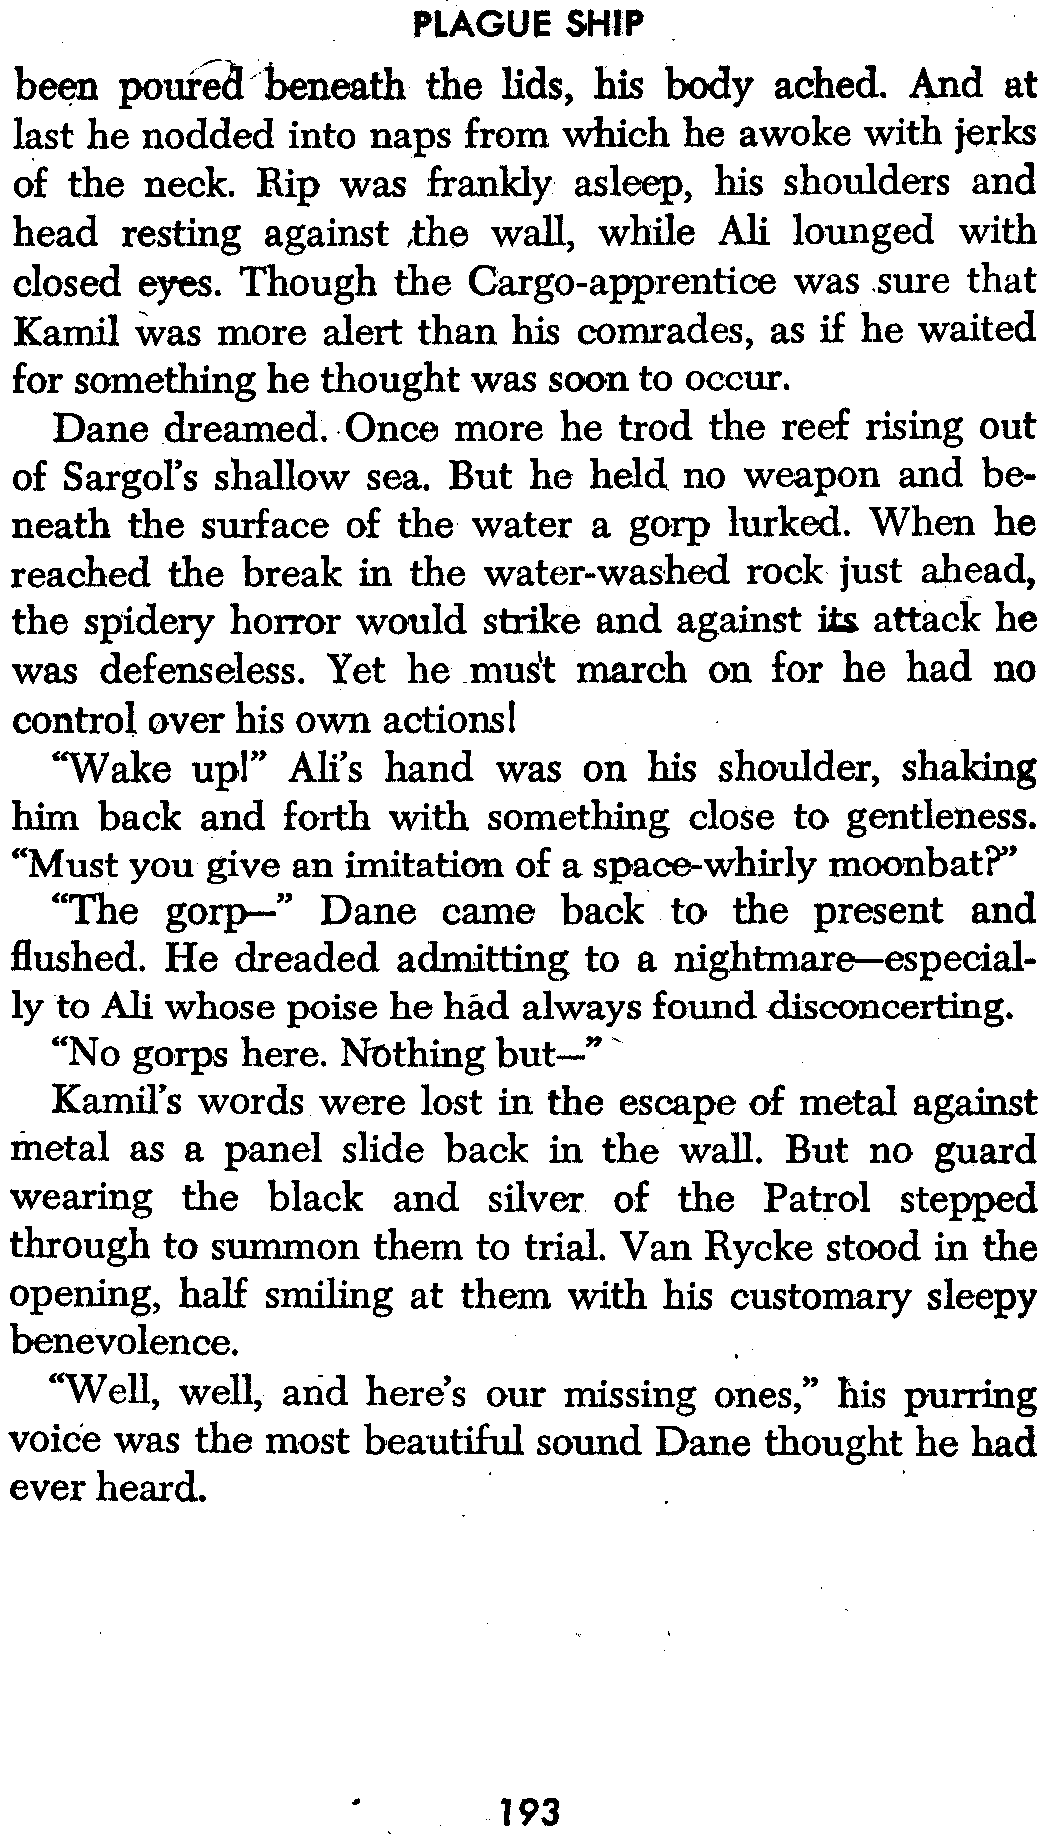 PLAGUE SHIP
been poured beneath the lids, his body ached. And at
last he nodded into naps from which he awoke with jerks
of the neck. Rip was frankly asleep, his shoulders and
head resting against the wall, while Ali lounged with
closed eyes. Though the Cargo-apprentice was sure that
Kamil was more alert than his comrades, as if he waited
for something he thought was soon to occur.
Dane dreamed. Once more he trod the reef rising out
of Sargol's shallow sea. But he held no weapon and be-
neath the surface of the water a gorp lurked. When he
reached the break in the water-washed rock just ahead,
the spidery horror would strike and against its attack he
was defenseless. Yet he must march on for he had no
control over his own actions!
“Wake up!” Ali's hand was on his shoulder, shaking
him back and forth with something close to gentleness.
“Must you give an imitation of a space-whirly moonbat?”
“The gorp—” Dane came back to the present and
flushed. He dreaded admitting to a nightmare—especial-
ly to Ali whose poise he had always found disconcerting.
“No gorps here. Nothing but—”
Kamil's words were lost in the escape of metal against
metal as a panel slide back in the wall. But no guard
wearing the black and silver of the Patrol stepped
through to summon them to trial. Van Rycke stood in the
opening, half smiling at them with his customary sleepy
benevolence.
“Well, well, and here's our missing ones,” his purring
voice was the most beautiful sound Dane thought he had
ever heard.
193